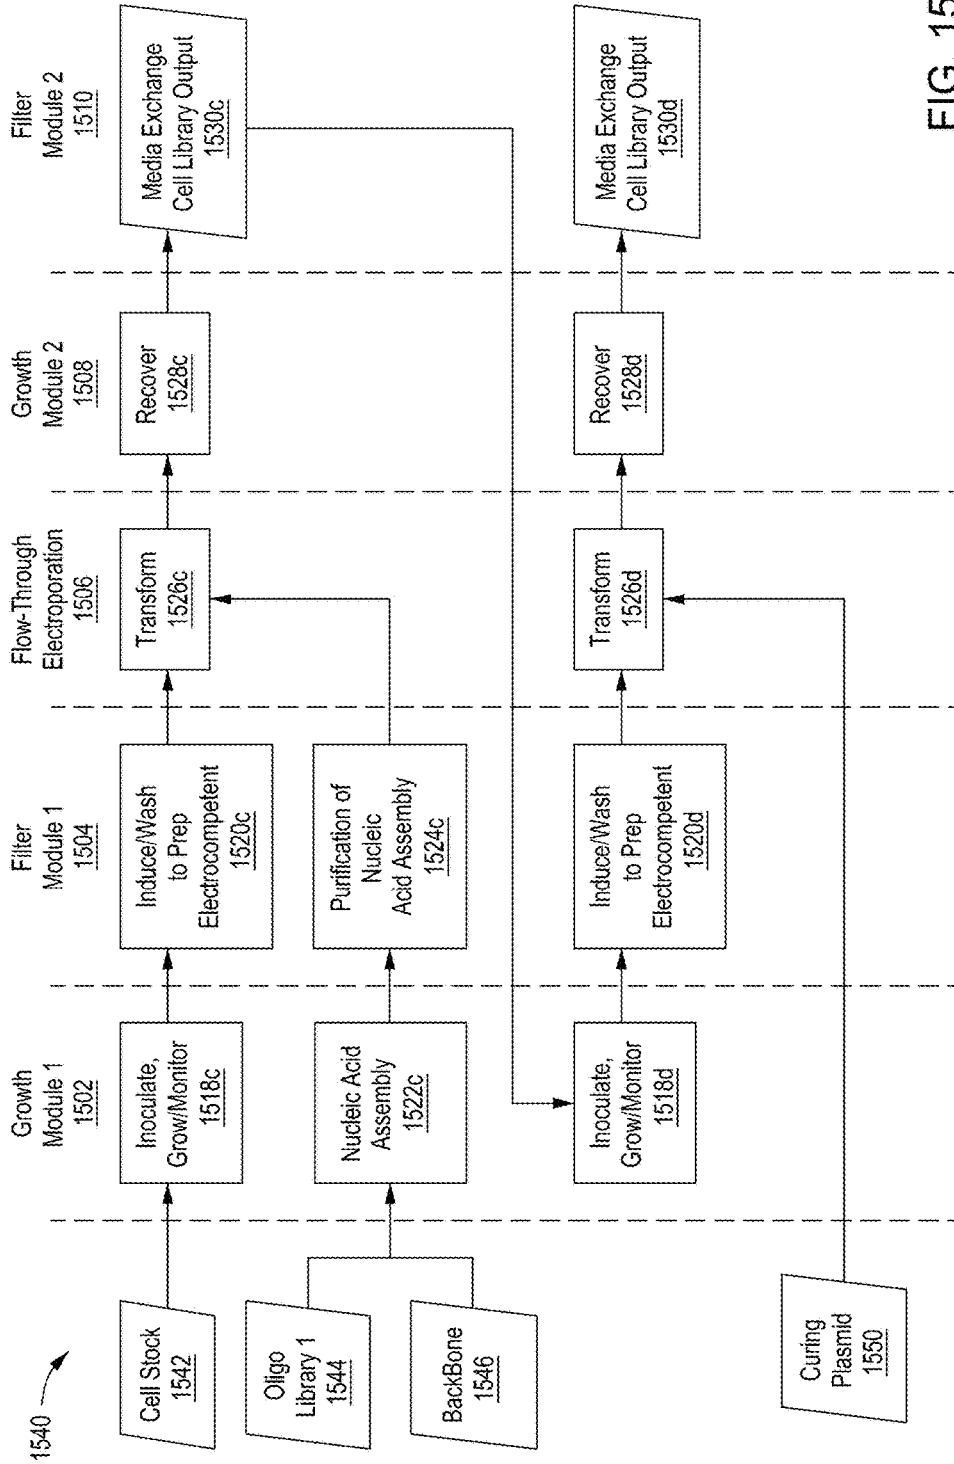 1540
Growth
Module 1
1502
Filter
Module 1
1504
Flow-Through
Electroporation
1506
Growth
Module 2
1508
Filter
Module 2
1510
Cell Stock
1542
Inoculate,
Grow/Monitor
1518c
Induce/Wash
to Prep
Electrocompetent
1520c
Transform
1526c
Recover
1528c
Media Exchange
Cell Library Output
1530c
Oligo
Library 1
1544
BackBone
1546
Nucleic Acid
Assembly
1522c
Purification of
Nucleic
Acid Assembly
1524c
Inoculate,
Grow/Monitor
1518d
Induce/Wash
to Prep
Electrocompetent
1520d
Transform
1526d
Recover
1528d
Media Exchange
Cell Library Output
1530d
Curing
Plasmid
1550
FIG. 15